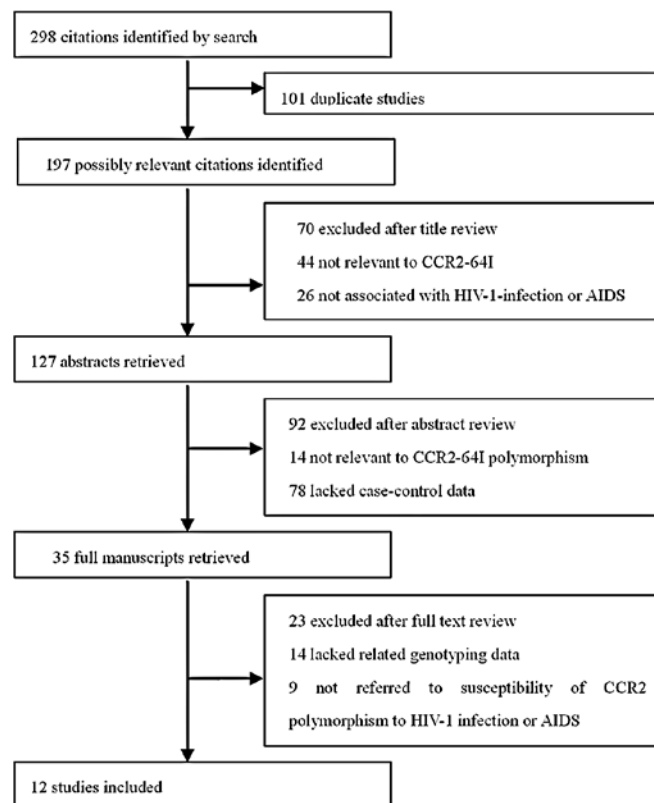 298 citations identified by search
101 duplicate studies
197 possibly relevant citations identified
70 excluded after title review
44 not relevant to CCR2-64I
26 not associated with HIV-1-infection or AIDS
127 abstracts retrieved
92 excluded after abstract review
14 not relevant to CCR2-64I polymorphism
78 lacked case-control data
35 full manuscripts retrieved
23 excluded after full text review
14 lacked related genotyping data
9 not referred to susceptibility of CCR2
polymorphism to HIV-1 infection or AIDS
12 studies included